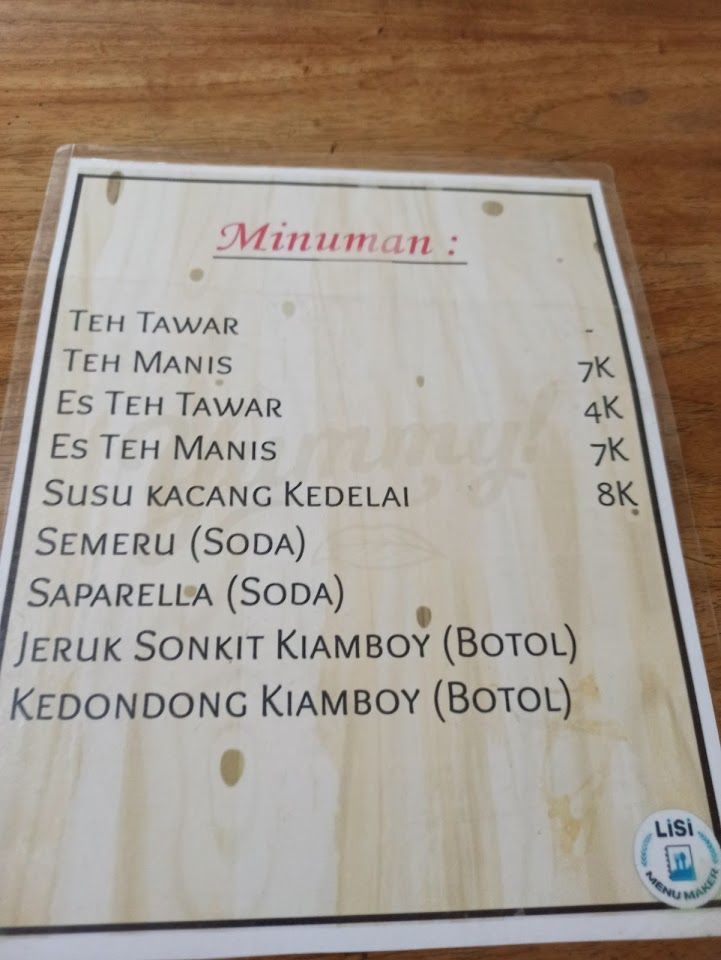 Minuman :
Teh Tawar -
Teh Manis 7K
Es Teh Tawar 4K
Es Teh Manis 7K
Susu kacang Kedelai 8K
Semeru (Soda)
Saparella (Soda)
Jeruk Sonkit Kiamboy (Botol)
Kedondong Kiamboy (Botol)
Yummy!
LiSi
MENU MAKER